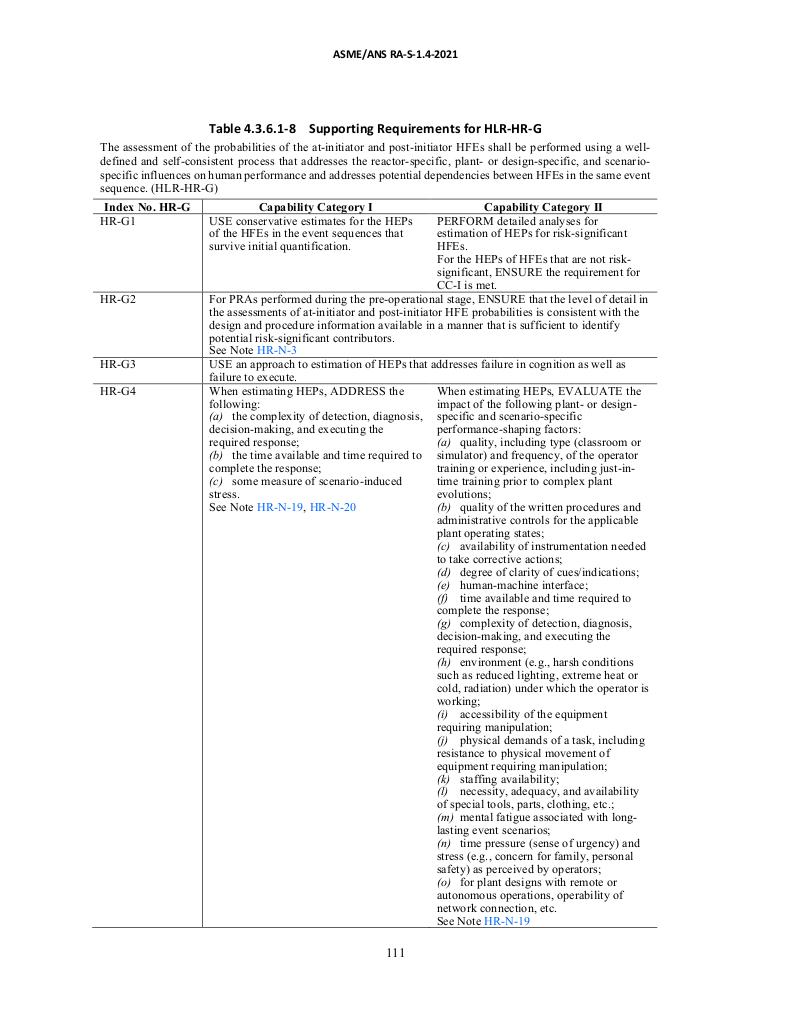 ASME/ANS RA-S-1.4-2021
Table 4.3.6.1-8 Supporting Requirements for HLR-HR-G
The assessment of the probabilities of the at-initiator and post-initiator HFEs shall be performed using a well-
defined and self-consistent process that addresses the reactor-specific, plant- or design-specific, and scenario-
specific influences on human performance and addresses potential dependencies between HFEs in the same event
sequence. (HLR-HR-G)
Index No. HR-G Capability Category I Capability Category II
HR-G1
USE conservative estimates for the HEPs
of the HFEs in the event sequences that
survive initial quantification.
PERFORM detailed analyses for
estimation of HEPs for risk-significant
HFEs.
For the HEPs of HFEs that are not risk-
significant, ENSURE the requirement for
CC-I is met.
HR-G2
For PRAs performed during the pre-operational stage, ENSURE that the level of detail in
the assessments of at-initiator and post-initiator HFE probabilities is consistent with the
design and procedure information available in a manner that is sufficient to identify
potential risk-significant contributors.
See Note HR-N-3
HR-G3
USE an approach to estimation of HEPs that addresses failure in cognition as well as
failure to execute.
HR-G4
When estimating HEPs, ADDRESS the
following:
(a) the complexity of detection, diagnosis,
decision-making, and executing the
required response;
(b) the time available and time required to
complete the response;
(c) some measure of scenario-induced
stress.
See Note HR-N-19, HR-N-20
When estimating HEPs, EVALUATE the
impact of the following plant- or design-
specific and scenario-specific
performance-shaping factors:
(a) quality, including type (classroom or
simulator) and frequency, of the operator
training or experience, including just-in-
time training prior to complex plant
evolutions;
(b) quality of the written procedures and
administrative controls for the applicable
plant operating states;
(c) availability of instrumentation needed
to take corrective actions;
(d) degree of clarity of cues/indications;
(e) human-machine interface;
(f) time available and time required to
complete the response;
(g) complexity of detection, diagnosis,
decision-making, and executing the
required response;
(h) environment (e.g., harsh conditions
such as reduced lighting, extreme heat or
cold, radiation) under which the operator is
working;
(i) accessibility of the equipment
requiring manipulation;
(j) physical demands of a task, including
resistance to physical movement of
equipment requiring manipulation;
(k) staffing availability;
(l) necessity, adequacy, and availability
of special tools, parts, clothing, etc.;
(m) mental fatigue associated with long-
lasting event scenarios;
(n) time pressure (sense of urgency) and
stress (e.g., concern for family, personal
safety) as perceived by operators;
(o) for plant designs with remote or
autonomous operations, operability of
network connection, etc.
See Note HR-N-19
111